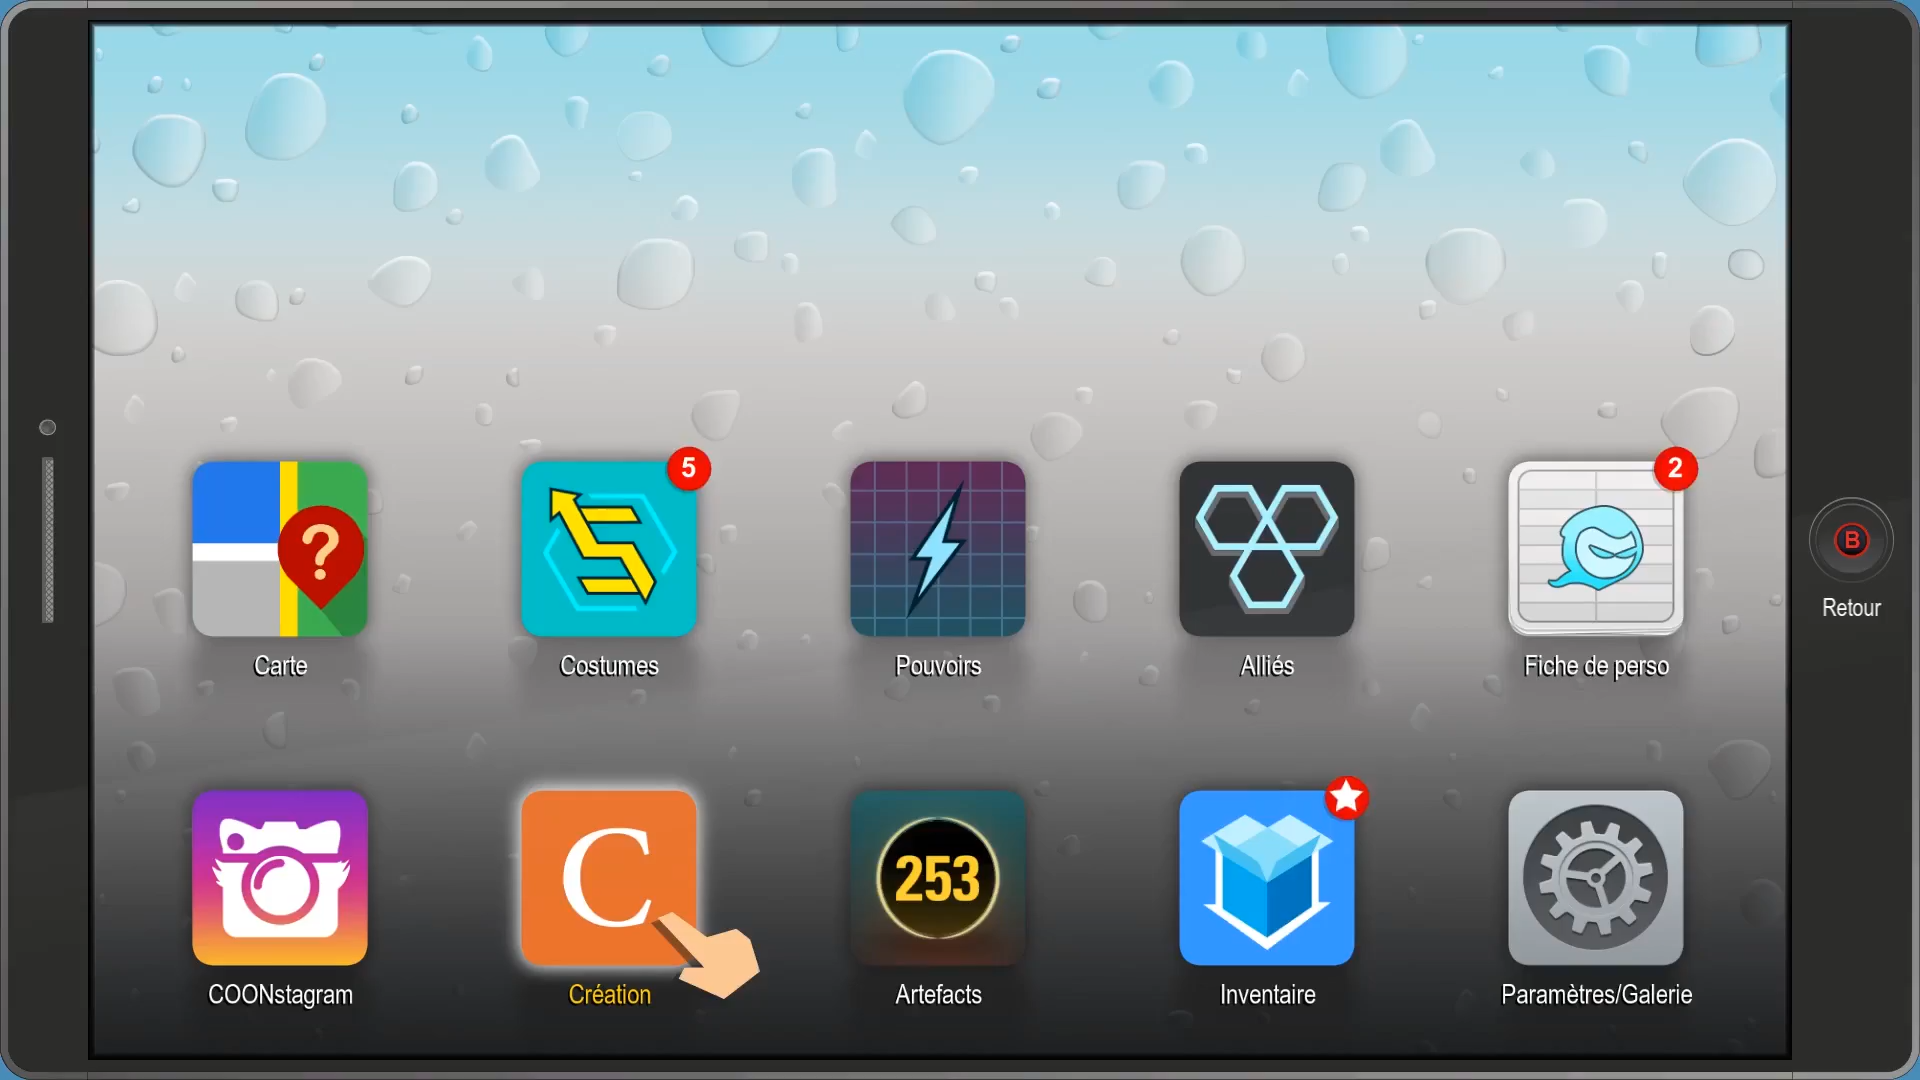 5
2
?
Carte
Costumes
Pouvoirs
Alliés
Fiche de perso
B
Retour
C
253
COONstagram
Création
Artefacts
Inventaire
Paramètres/Galerie